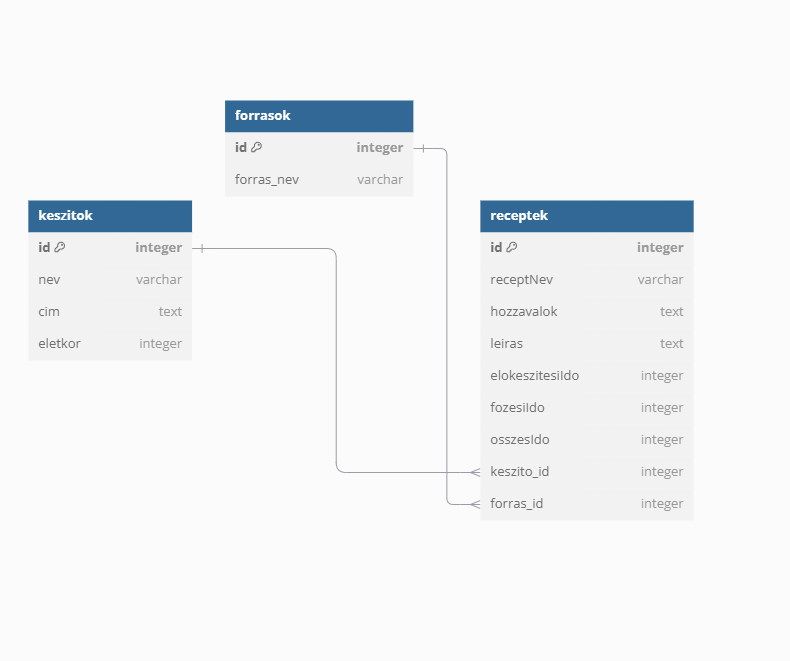 forrasok
id integer
forras_nev varchar
keszitok
id integer
nev varchar
cim text
eletkor integer
receptek
id integer
receptNev varchar
hozzavalok text
leiras text
elokeszitesiIdo integer
fozesiIdo integer
osszesIdo integer
keszito_id integer
forras_id integer